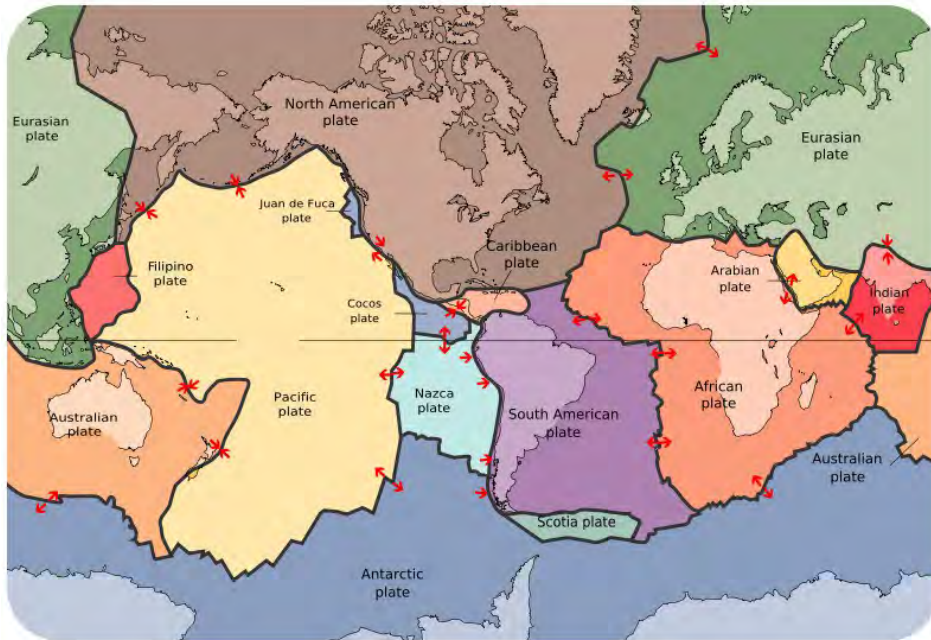 North American
plate
Eurasian
plate
Eurasian
plate
Juan de Fuca
plate
Caribbean
plate
Filipino
plate
Arabian
plate
Indian
plate
Cocos
plate
Pacific
plate
Nazca
plate
African
plate
South American
plate
Australian
plate
Australian
plate
Scotia plate
Antarctic
plate